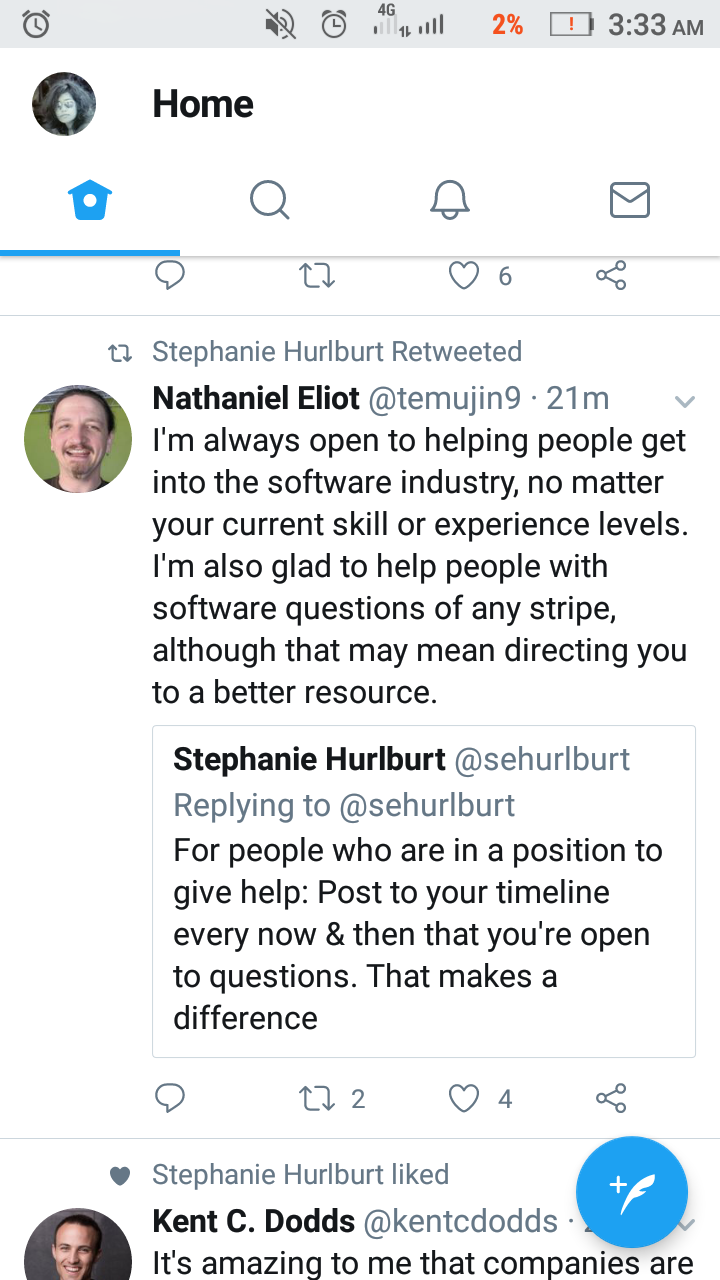 4G 2% ! 3:33 AM
Home
6
Stephanie Hurlburt Retweeted
Nathaniel Eliot @temujin9 · 21m
I'm always open to helping people get
into the software industry, no matter
your current skill or experience levels.
I'm also glad to help people with
software questions of any stripe,
although that may mean directing you
to a better resource.
Stephanie Hurlburt @sehurlburt
Replying to @sehurlburt
For people who are in a position to
give help: Post to your timeline
every now & then that you're open
to questions. That makes a
difference
2 4
Stephanie Hurlburt liked
Kent C. Dodds @kentcdodds ·
It's amazing to me that companies are